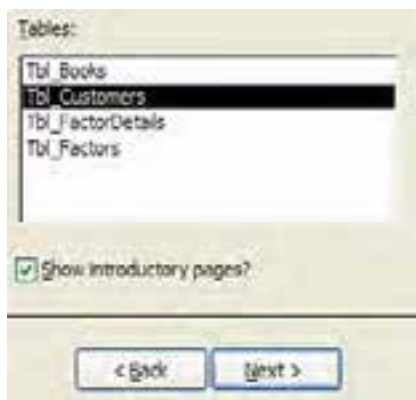 Tables:
Tbl_Books
Tbl_Customers
Tbl_FactorDetails
Tbl_Factors
Show introductory pages?
< Back Next >